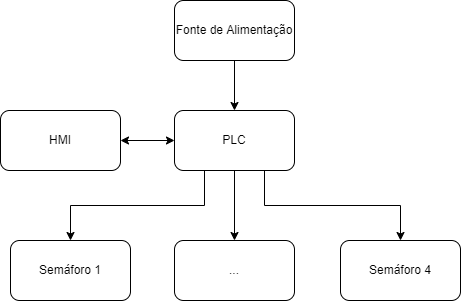 Fonte de Alimentação
HMI
PLC
Semáforo 1
...
Semáforo 4